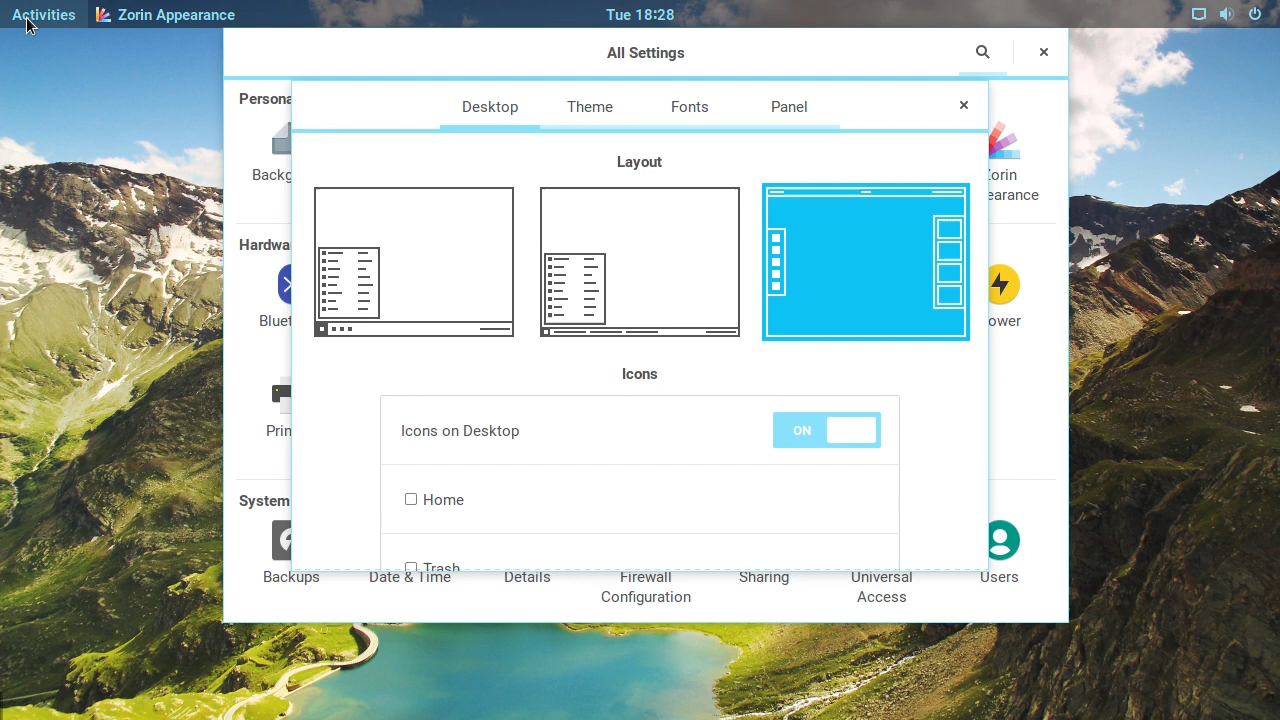 Activities
Zorin Appearance
Tue 18:28
All Settings
Persona
Desktop
Theme
Fonts
Panel
Layout
Backg
Zorin
earance
Hardwa
Bluet
ower
Icons
Icons on Desktop
ON
Prin
Home
System
Trash
Backups
Date & Time
Details
Firewall
Configuration
Sharing
Universal
Access
Users